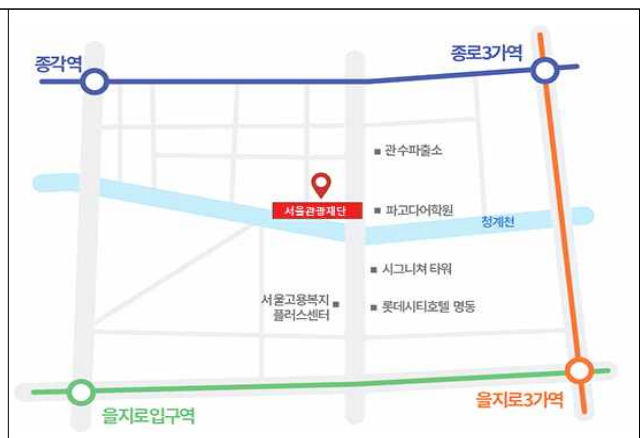 종각역
종로3가역
관수파출소
서울관광재단
파고다어학원
청계천
시그니쳐 타워
서울고용복지
플러스센터
롯데시티호텔 명동
을지로입구역
을지로3가역